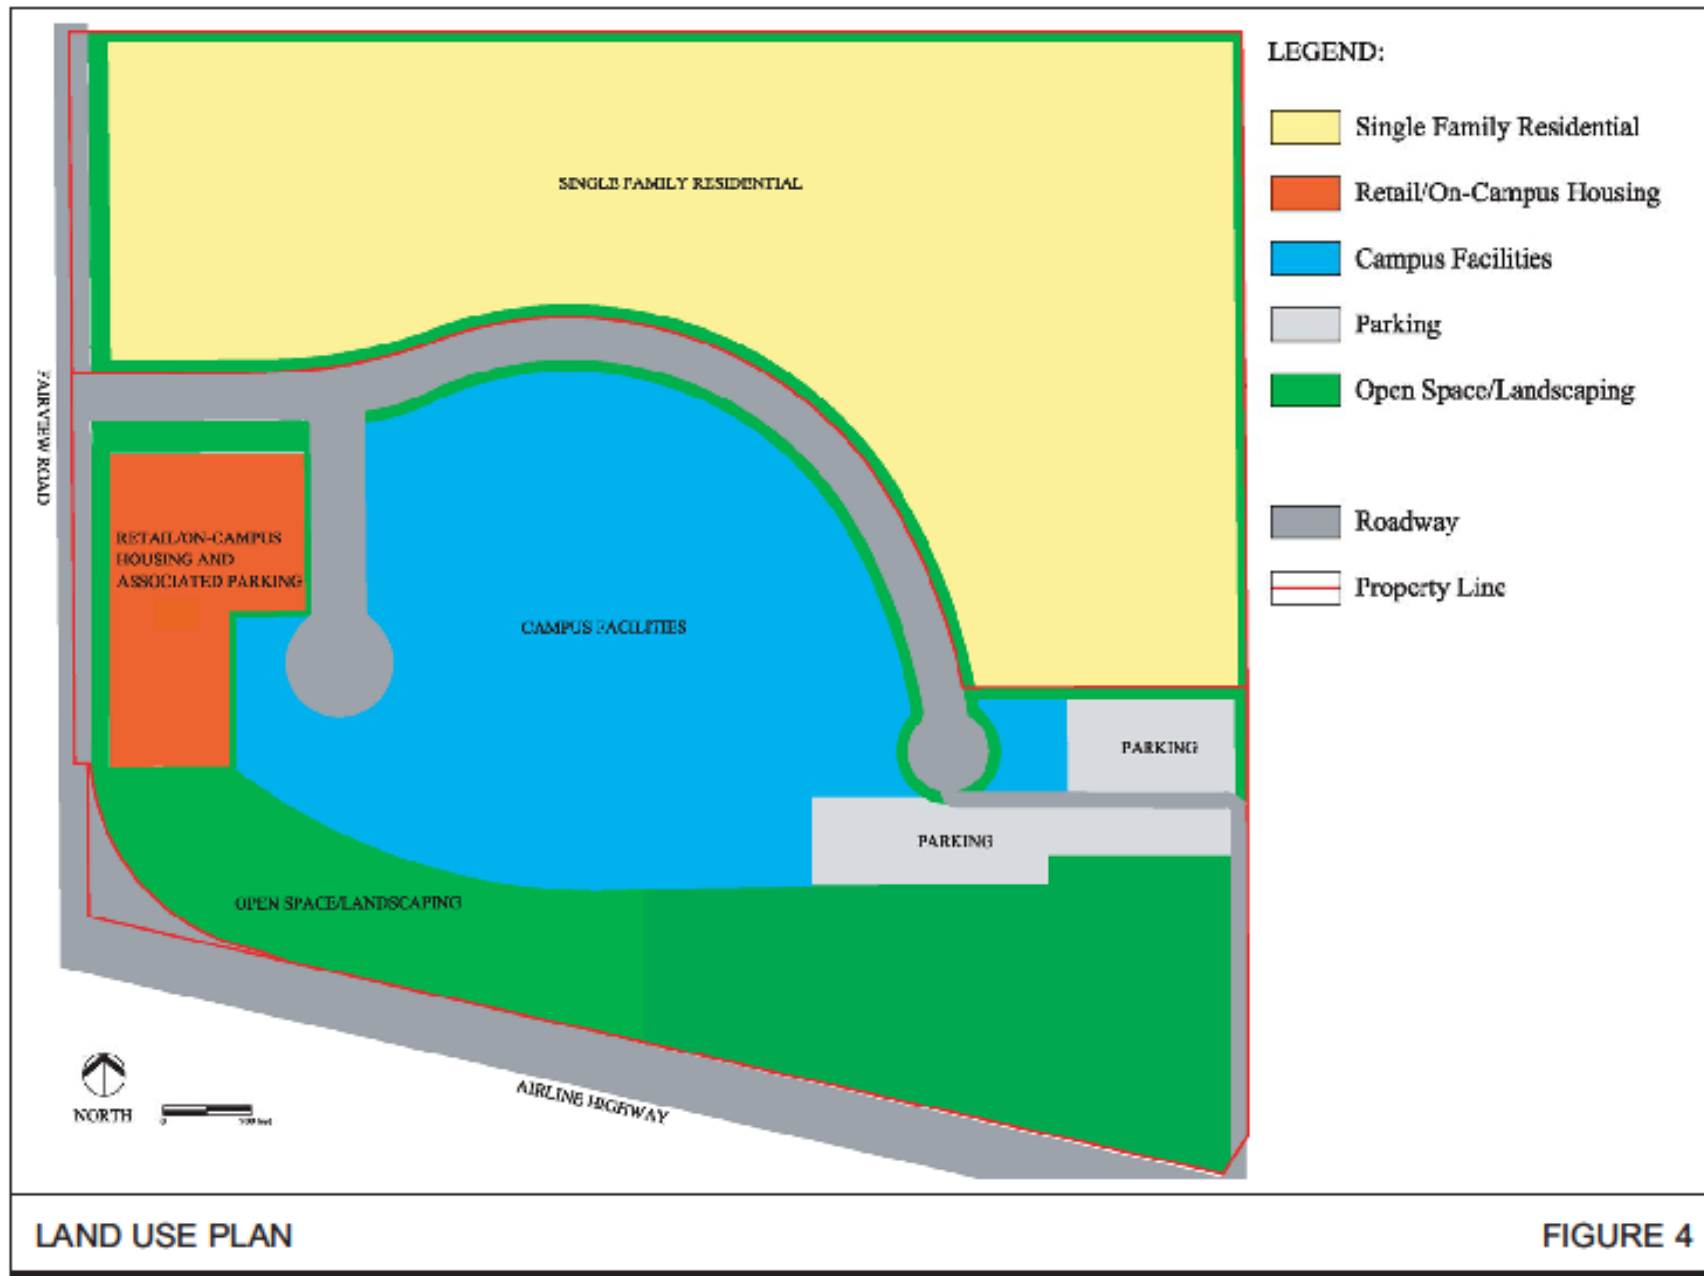 LEGEND:
Single Family Residential
Retail/On-Campus Housing
Campus Facilities
Parking
Open Space/Landscaping
Roadway
Property Line
SINGLE FAMILY RESIDENTIAL
FAIRVIEW ROAD
RETAIL/ON-CAMPUS
HOUSING AND
ASSOCIATED PARKING
CAMPUS FACILITIES
PARKING
PARKING
OPEN SPACE/LANDSCAPING
AIRLINE HIGHWAY
NORTH
0
feet
LAND USE PLAN
FIGURE 4